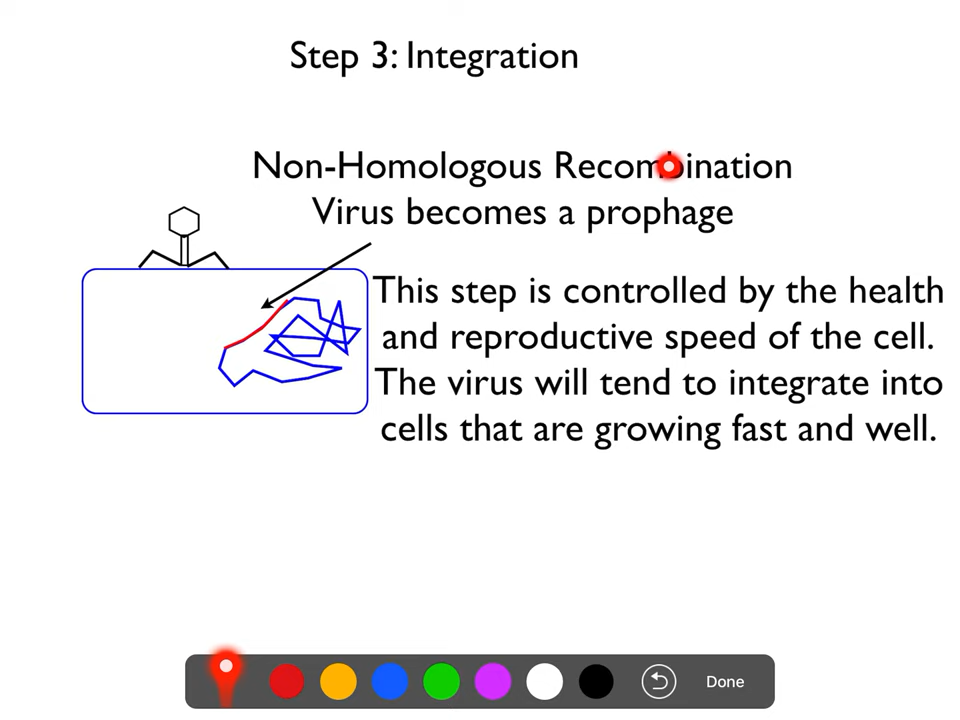 Step 3: Integration
Non-Homologous Recombination
Virus becomes a prophage
This step is controlled by the health
and reproductive speed of the cell.
The virus will tend to integrate into
cells that are growing fast and well.
Done